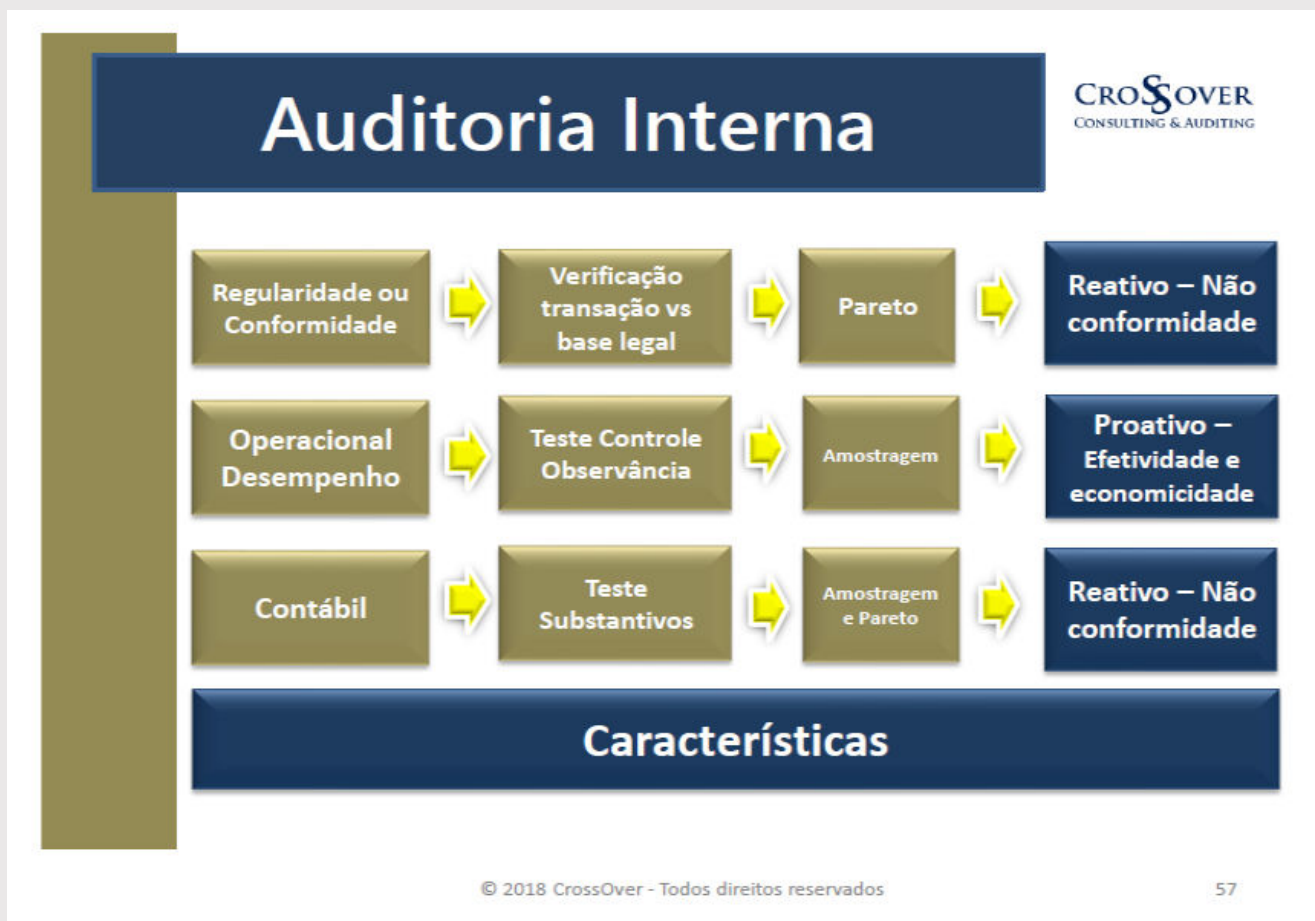 Auditoria Interna
CROSSOVER
CONSULTING & AUDITING
Regularidade ou
Conformidade
Verificação
transação vs
base legal
Pareto
Reativo – Não
conformidade
Operacional
Desempenho
Teste Controle
Observância
Amostragem
Proativo –
Efetividade e
economicidade
Contábil
Teste
Substantivos
Amostragem
e Pareto
Reativo – Não
conformidade
Características
© 2018 CrossOver - Todos direitos reservados
57